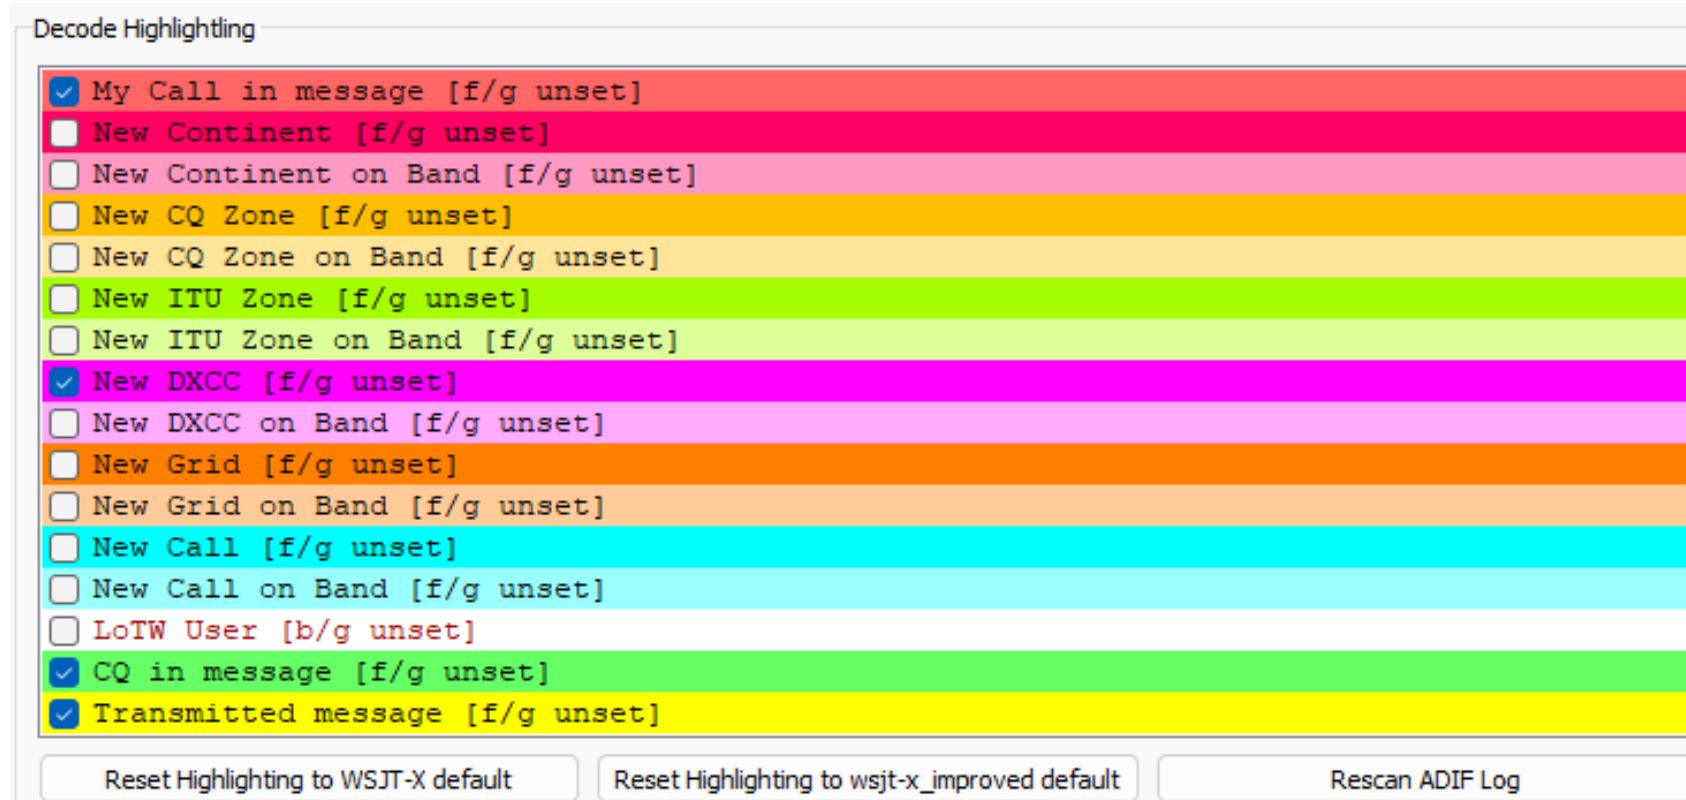 Decode Highlightling
My Call in message [f/g unset]
New Continent [f/g unset]
New Continent on Band [f/g unset]
New CQ Zone [f/g unset]
New CQ Zone on Band [f/g unset]
New ITU Zone [f/g unset]
New ITU Zone on Band [f/g unset]
New DXCC [f/g unset]
New DXCC on Band [f/g unset]
New Grid [f/g unset]
New Grid on Band [f/g unset]
New Call [f/g unset]
New Call on Band [f/g unset]
LoTW User [b/g unset]
CQ in message [f/g unset]
Transmitted message [f/g unset]
Reset Highlighting to WSJT-X default Reset Highlighting to wsjt-x_improved default Rescan ADIF Log